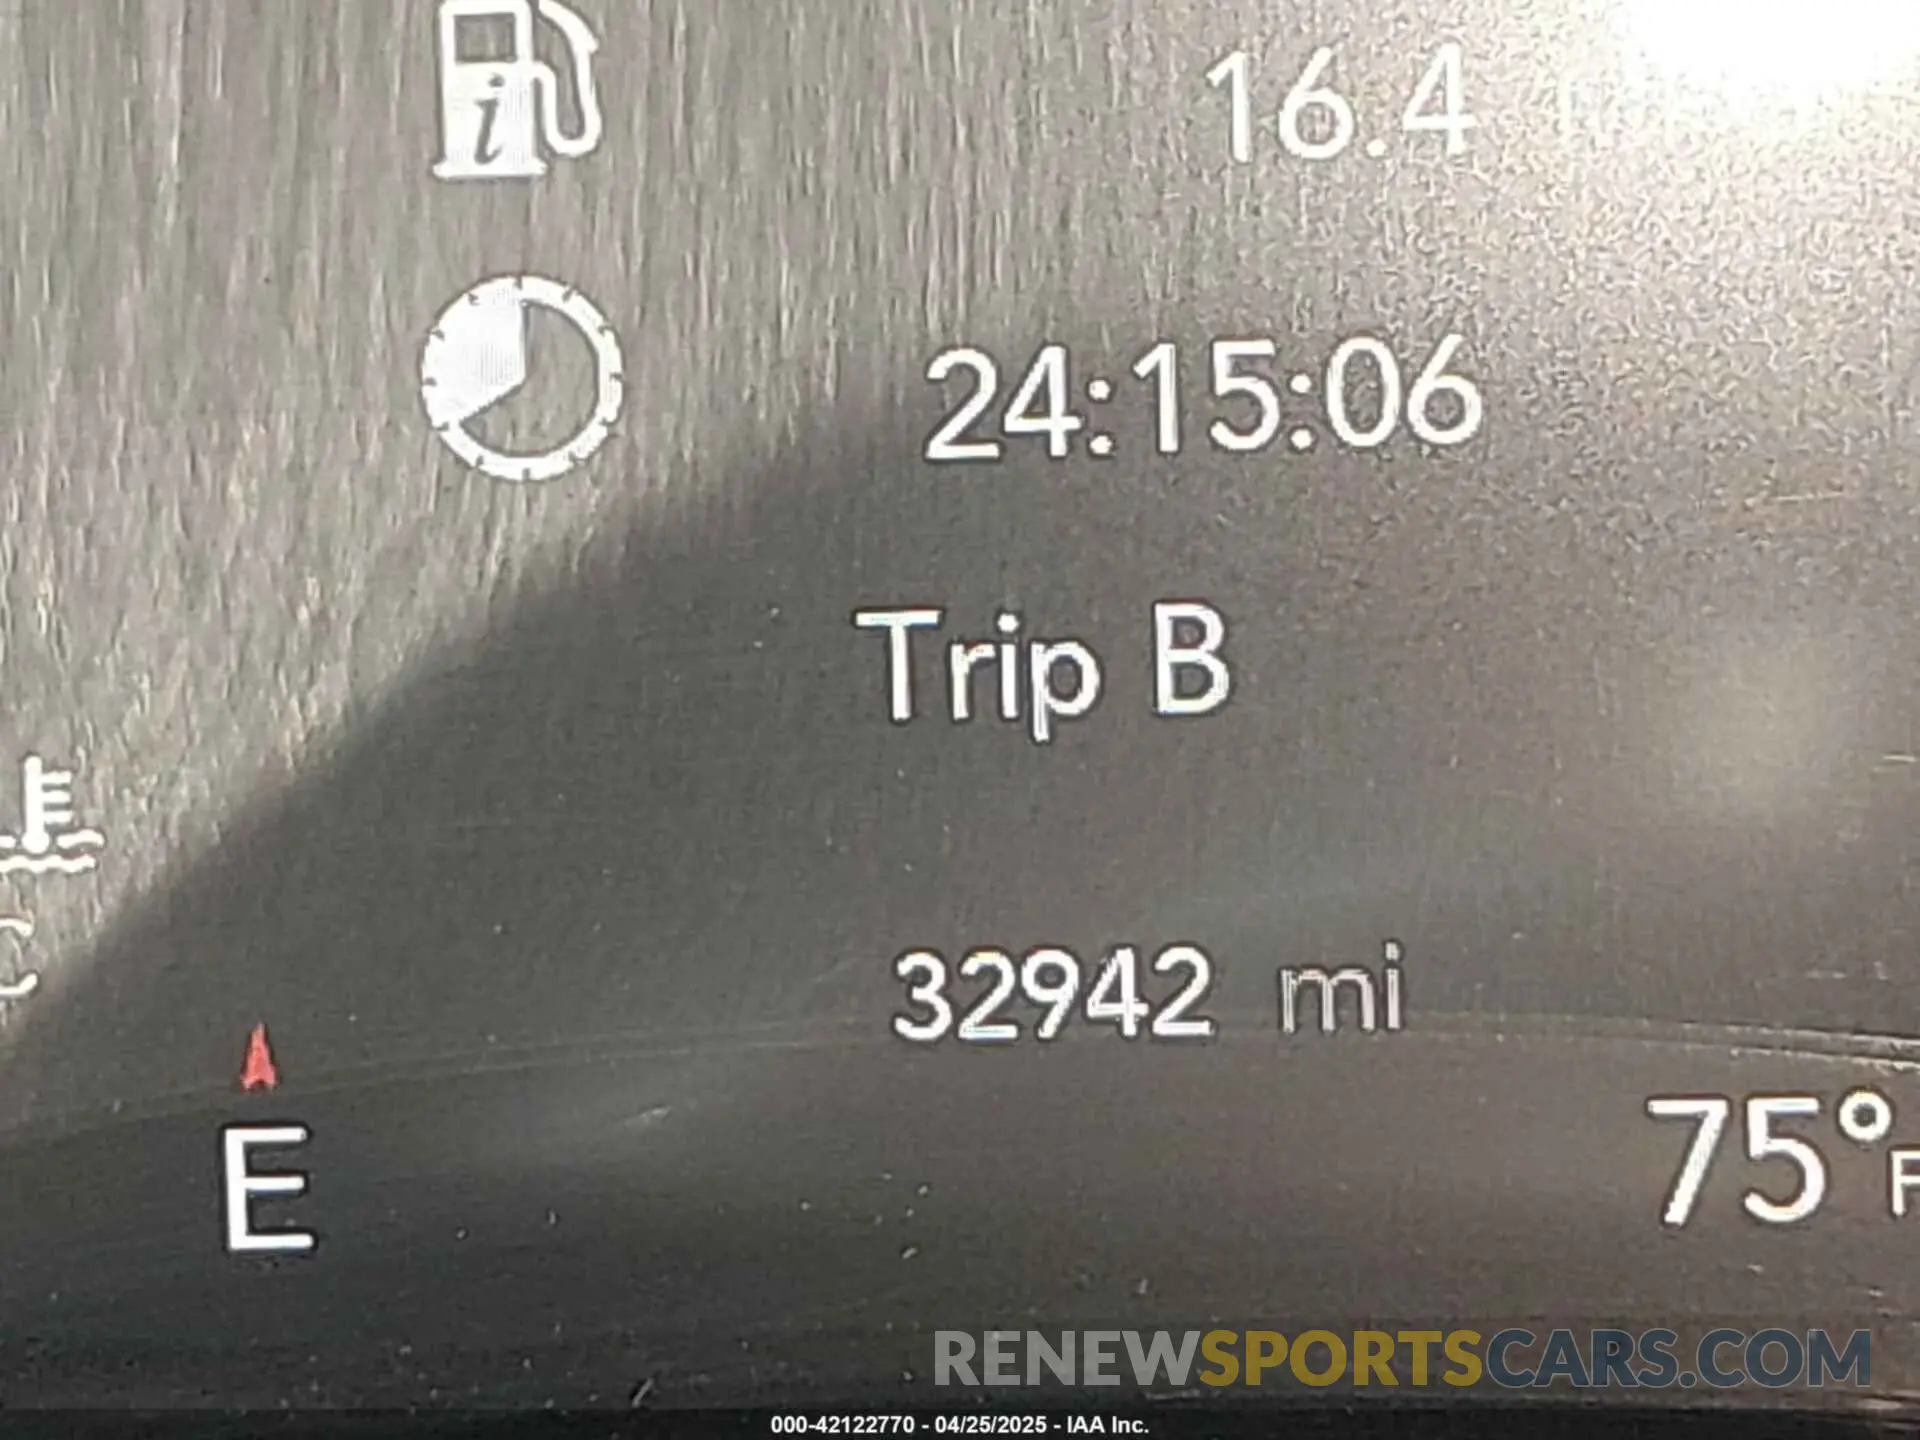 i
16.4
24:15:06
Trip B
C
32942 mi
E
75°F
RENEWSPORTSCARS.COM
000-42122770 - 04/25/2025 - IAA Inc.